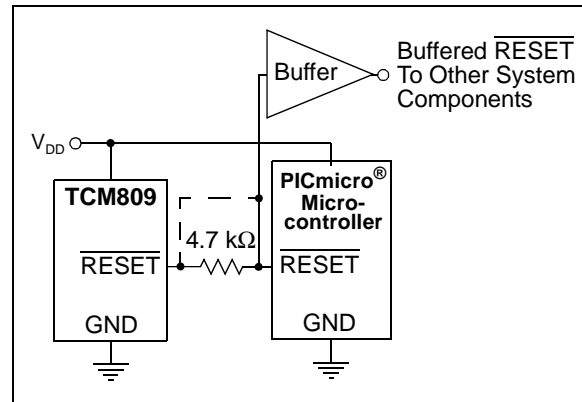 Buffer
Buffered RESET
To Other System
Components
VDD
TCM809
PICmicro®
Micro-
controller
4.7 kΩ
RESET
RESET
GND
GND